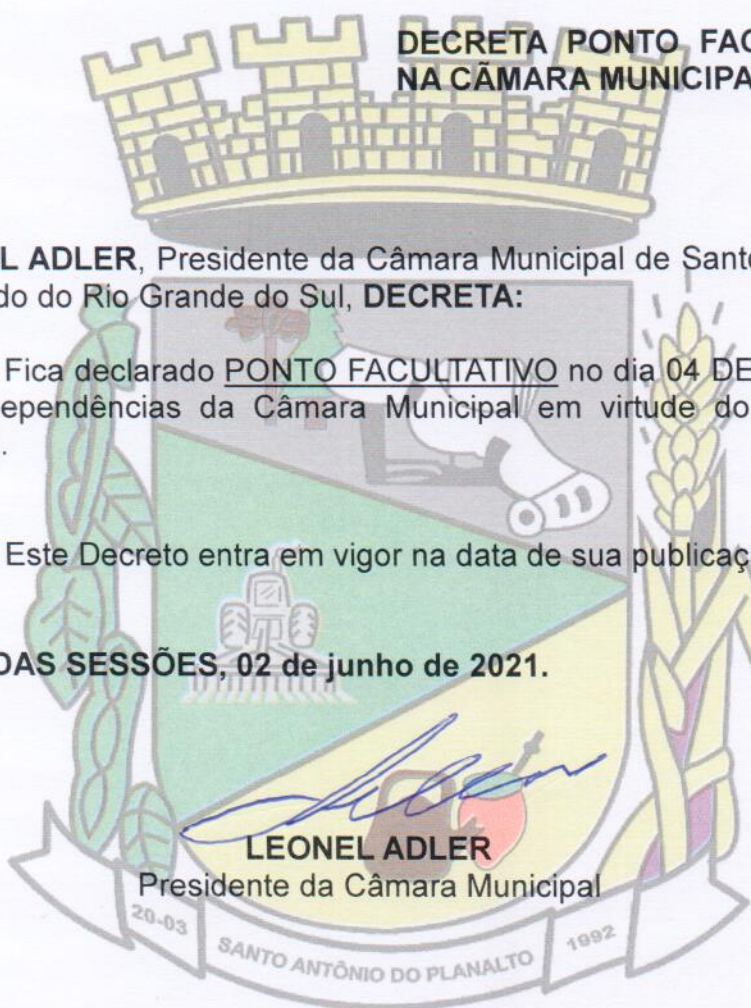 DECRETA PONTO FAC
NA CÃMARA MUNICIPA
L ADLER, Presidente da Câmara Municipal de Santo
do do Rio Grande do Sul, DECRETA:
Fica declarado PONTO FACULTATIVO no dia 04 DE
ependências da Câmara Municipal em virtude do
.
Este Decreto entra em vigor na data de sua publicaç
DAS SESSÕES, 02 de junho de 2021.
LEONEL ADLER
Presidente da Câmara Municipal
20-03 SANTO ANTÔNIO DO PLANALTO 1992